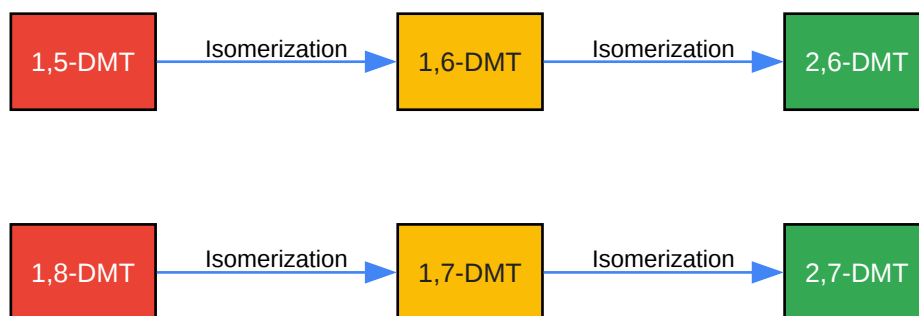 1,5-DMT
Isomerization
1,6-DMT
Isomerization
2,6-DMT
1,8-DMT
Isomerization
1,7-DMT
Isomerization
2,7-DMT